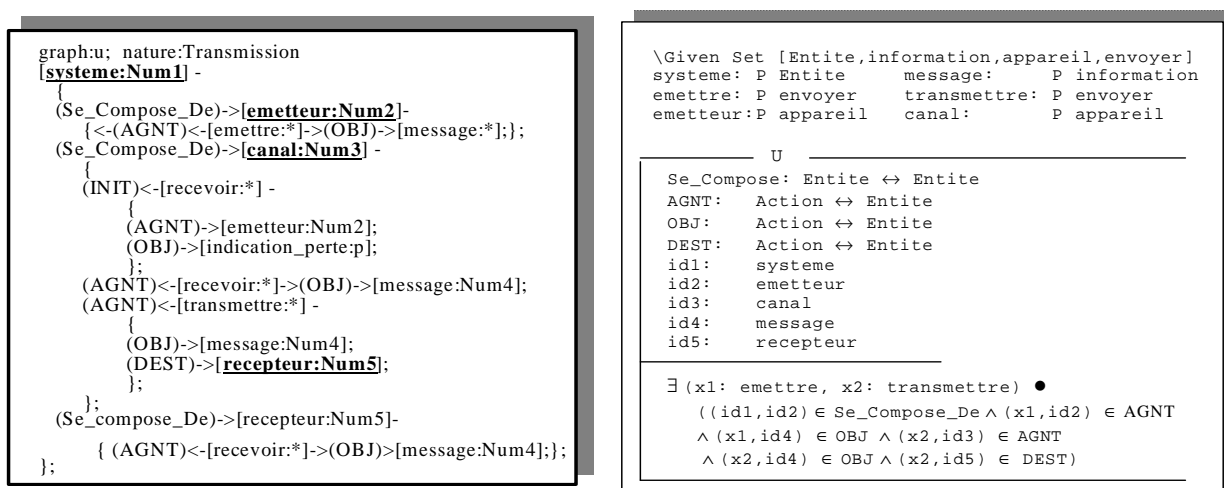 graph:u; nature:Transmission
[systeme:Num1] -
{
(Se_Compose_De)->[emetteur:Num2]-
{<-(AGNT)<-[emettre:*]->(OBJ)->[message:*];};
(Se_Compose_De)->[canal:Num3] -
{
(INIT)<-[recevoir:*] -
{
(AGNT)->[emetteur:Num2];
(OBJ)->[indication_perte:p];
};
(AGNT)<-[recevoir:*]->(OBJ)->[message:Num4];
(AGNT)<-[transmettre:*] -
{
(OBJ)->[message:Num4];
(DEST)->[recepteur:Num5];
};
};
(Se_compose_De)->[recepteur:Num5]-
{ (AGNT)<-[recevoir:*]->(OBJ)>[message:Num4];};
};
\Given Set [Entite,information,appareil,envoyer]
systeme: P Entite message: P information
emettre: P envoyer transmettre: P envoyer
emetteur:P appareil canal: P appareil
U
Se_Compose: Entite ↔ Entite
AGNT: Action ↔ Entite
OBJ: Action ↔ Entite
DEST: Action ↔ Entite
id1: systeme
id2: emetteur
id3: canal
id4: message
id5: recepteur
∃(x1: emettre, x2: transmettre) ●
((id1,id2) ∈ Se_Compose_De ∧ (x1,id2) ∈ AGNT
∧ (x1,id4) ∈ OBJ ∧ (x2,id3) ∈ AGNT
∧ (x2,id4) ∈ OBJ ∧ (x2,id5) ∈ DEST)